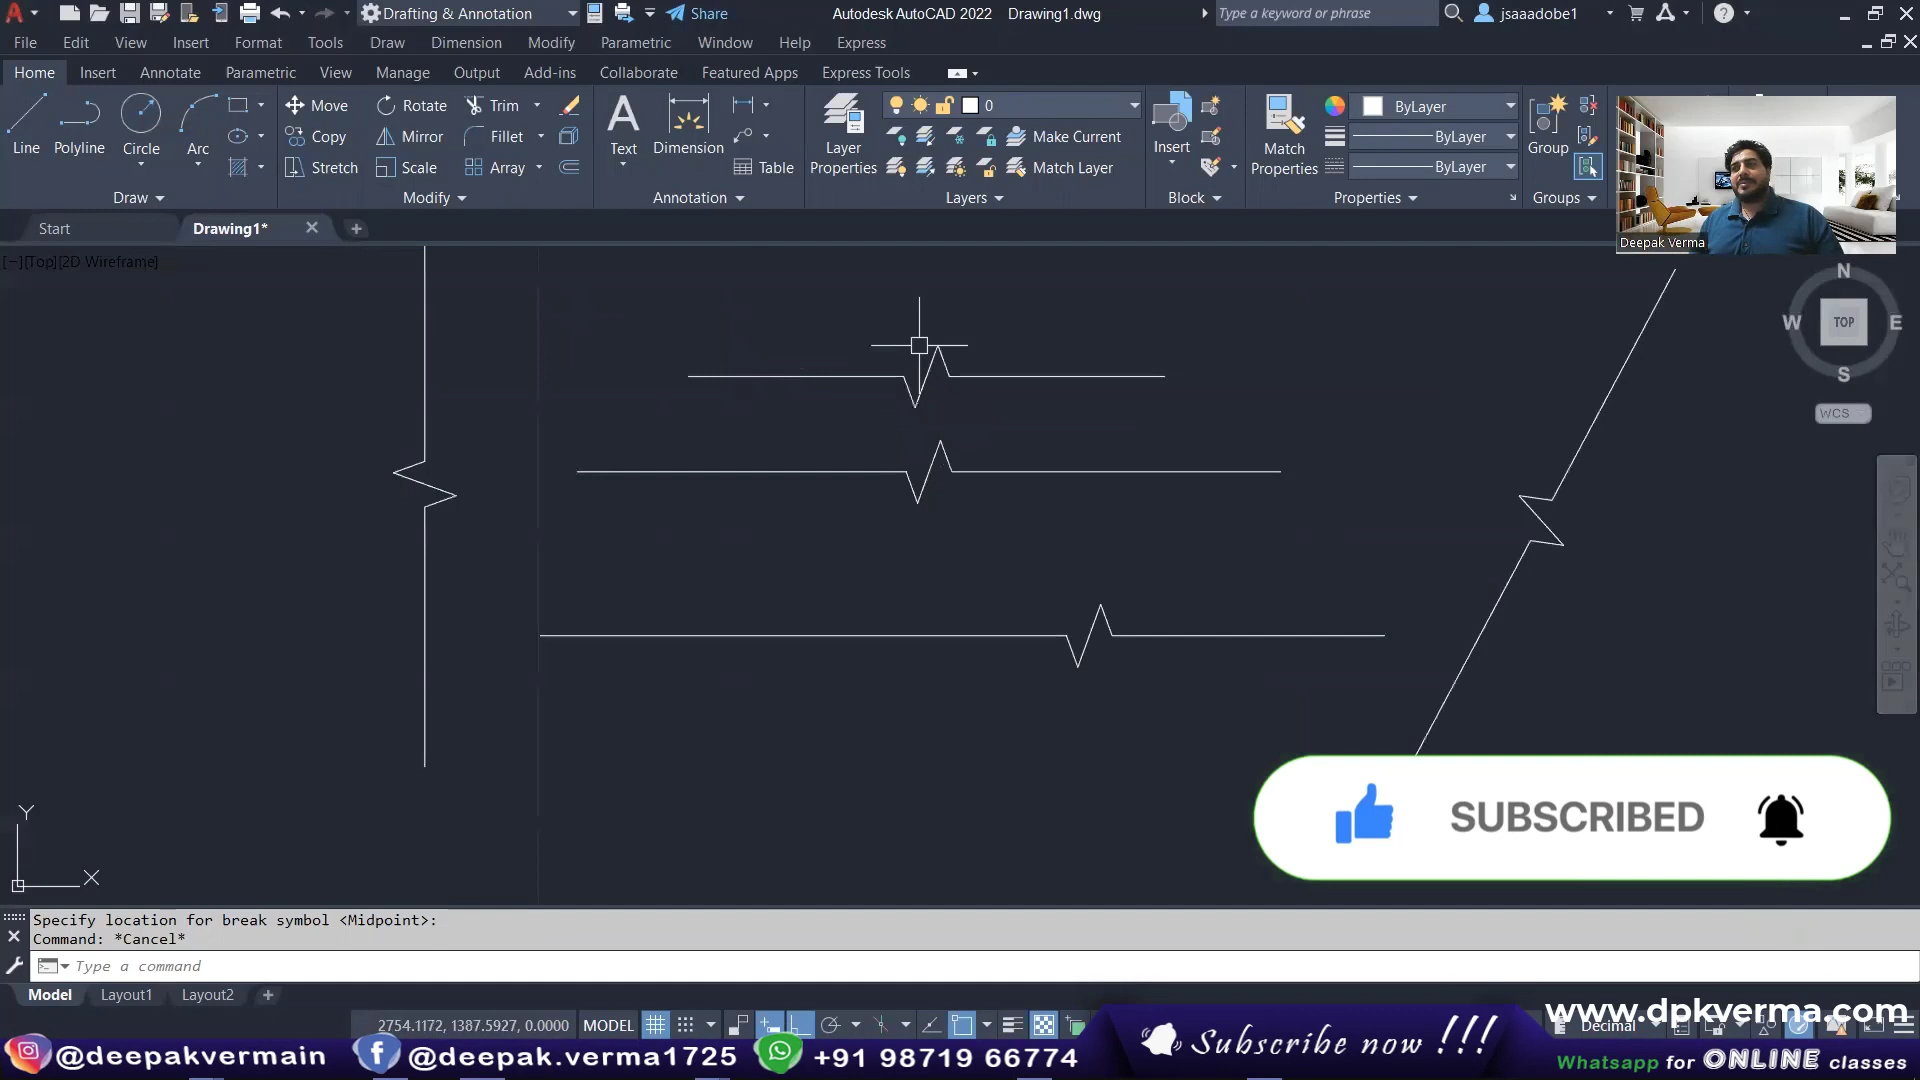 Drafting & Annotation
Share
Autodesk AutoCAD 2022 Drawing1.dwg
Type a keyword or phrase
jsaaadobe1
File Edit View Insert Format Tools Draw Dimension Modify Parametric Window Help Express
Home Insert Annotate Parametric View Manage Output Add-ins Collaborate Featured Apps Express Tools
Line Polyline Circle Arc
Move Rotate Trim
Copy Mirror Fillet
Stretch Scale Array
Text Dimension Table
Layer Properties
0
Make Current
Match Layer
Insert
Match Properties
ByLayer
ByLayer
ByLayer
Group
Draw Modify Annotation Layers Block Properties Groups
Deepak Verma
Start Drawing1*
[−][Top][2D Wireframe]
N
W TOP E
S
WCS
SUBSCRIBED
Y
X
Specify location for break symbol <Midpoint>:
Command: *Cancel*
Type a command
Model Layout1 Layout2
www.dpkverma.com
2754.1172, 1387.5927, 0.0000 MODEL
Decimal
@deepakvermain @deepak.verma1725 +91 98719 66774
Subscribe now !!!
Whatsapp for ONLINE classes